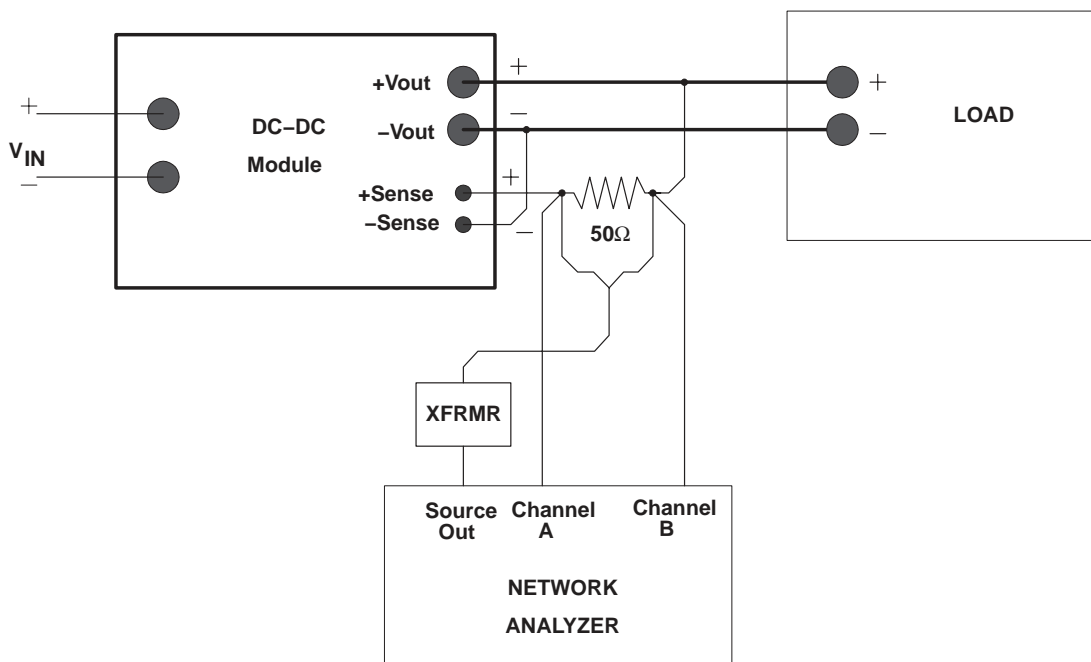 +
V_IN
−
DC−DC
Module
+Vout
−Vout
+Sense
−Sense
+
−
+
−
50Ω
+
−
LOAD
XFRMR
Source
Out
Channel
A
Channel
B
NETWORK
ANALYZER